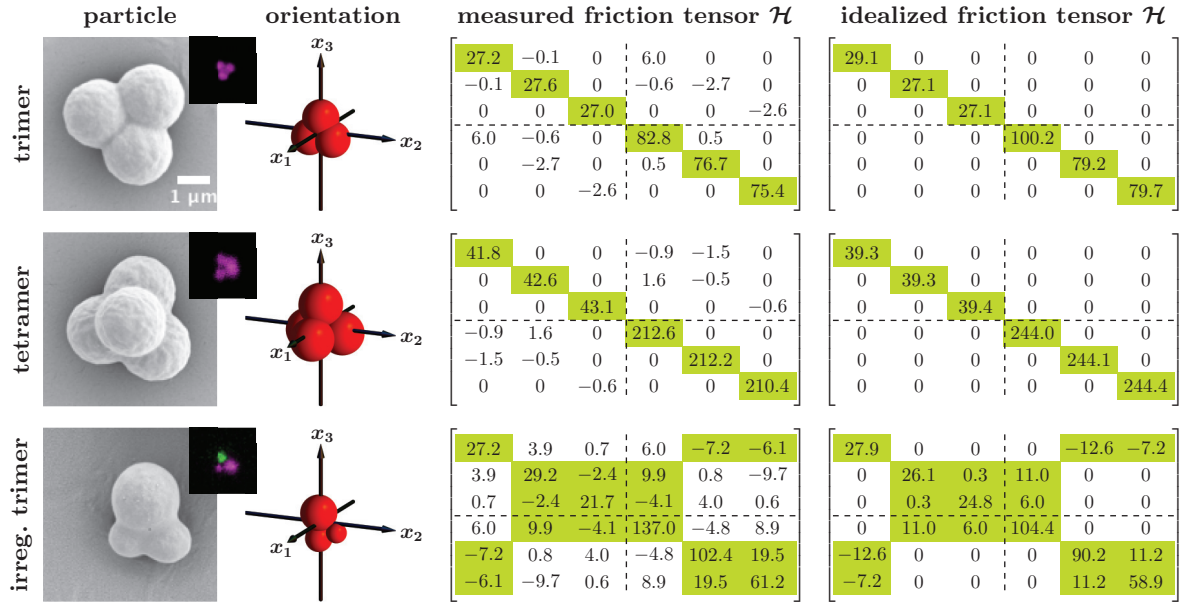 particle orientation measured friction tensor 𝓗 idealized friction tensor 𝓗
trimer
1 μm
x₃
x₂
x₁
27.2 −0.1 0 6.0 0 0
−0.1 27.6 0 −0.6 −2.7 0
0 0 27.0 0 0 −2.6
6.0 −0.6 0 82.8 0.5 0
0 −2.7 0 0.5 76.7 0
0 0 −2.6 0 0 75.4
29.1 0 0 0 0 0
0 27.1 0 0 0 0
0 0 27.1 0 0 0
0 0 0 100.2 0 0
0 0 0 0 79.2 0
0 0 0 0 0 79.7
tetramer
x₃
x₂
x₁
41.8 0 0 −0.9 −1.5 0
0 42.6 0 1.6 −0.5 0
0 0 43.1 0 0 −0.6
−0.9 1.6 0 212.6 0 0
−1.5 −0.5 0 0 212.2 0
0 0 −0.6 0 0 210.4
39.3 0 0 0 0 0
0 39.3 0 0 0 0
0 0 39.4 0 0 0
0 0 0 244.0 0 0
0 0 0 0 244.1 0
0 0 0 0 0 244.4
irreg. trimer
x₃
x₂
x₁
27.2 3.9 0.7 6.0 −7.2 −6.1
3.9 29.2 −2.4 9.9 0.8 −9.7
0.7 −2.4 21.7 −4.1 4.0 0.6
6.0 9.9 −4.1 137.0 −4.8 8.9
−7.2 0.8 4.0 −4.8 102.4 19.5
−6.1 −9.7 0.6 8.9 19.5 61.2
27.9 0 0 0 −12.6 −7.2
0 26.1 0.3 11.0 0 0
0 0.3 24.8 6.0 0 0
0 11.0 6.0 104.4 0 0
−12.6 0 0 0 90.2 11.2
−7.2 0 0 0 11.2 58.9